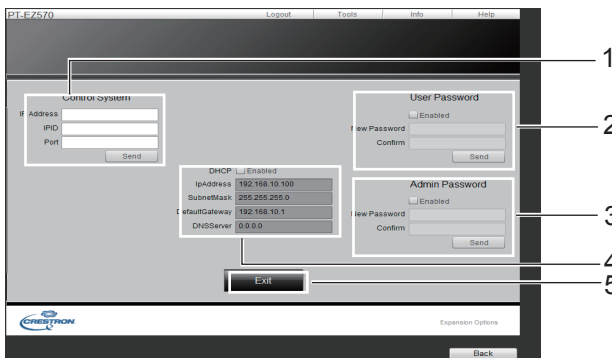 PT-EZ570 Logout Tools Info Help
1
Control System
IP Address
IPID
Port
Send
User Password
Enabled
New Password
Confirm
Send
2
DHCP Enabled
IpAddress 192.168.10.100
SubnetMask 255.255.255.0
DefaultGateway 192.168.10.1
DNSServer 0.0.0.0
Admin Password
Enabled
New Password
Confirm
Send
3
4
Exit
5
CRESTRON
Expansion Options
Back